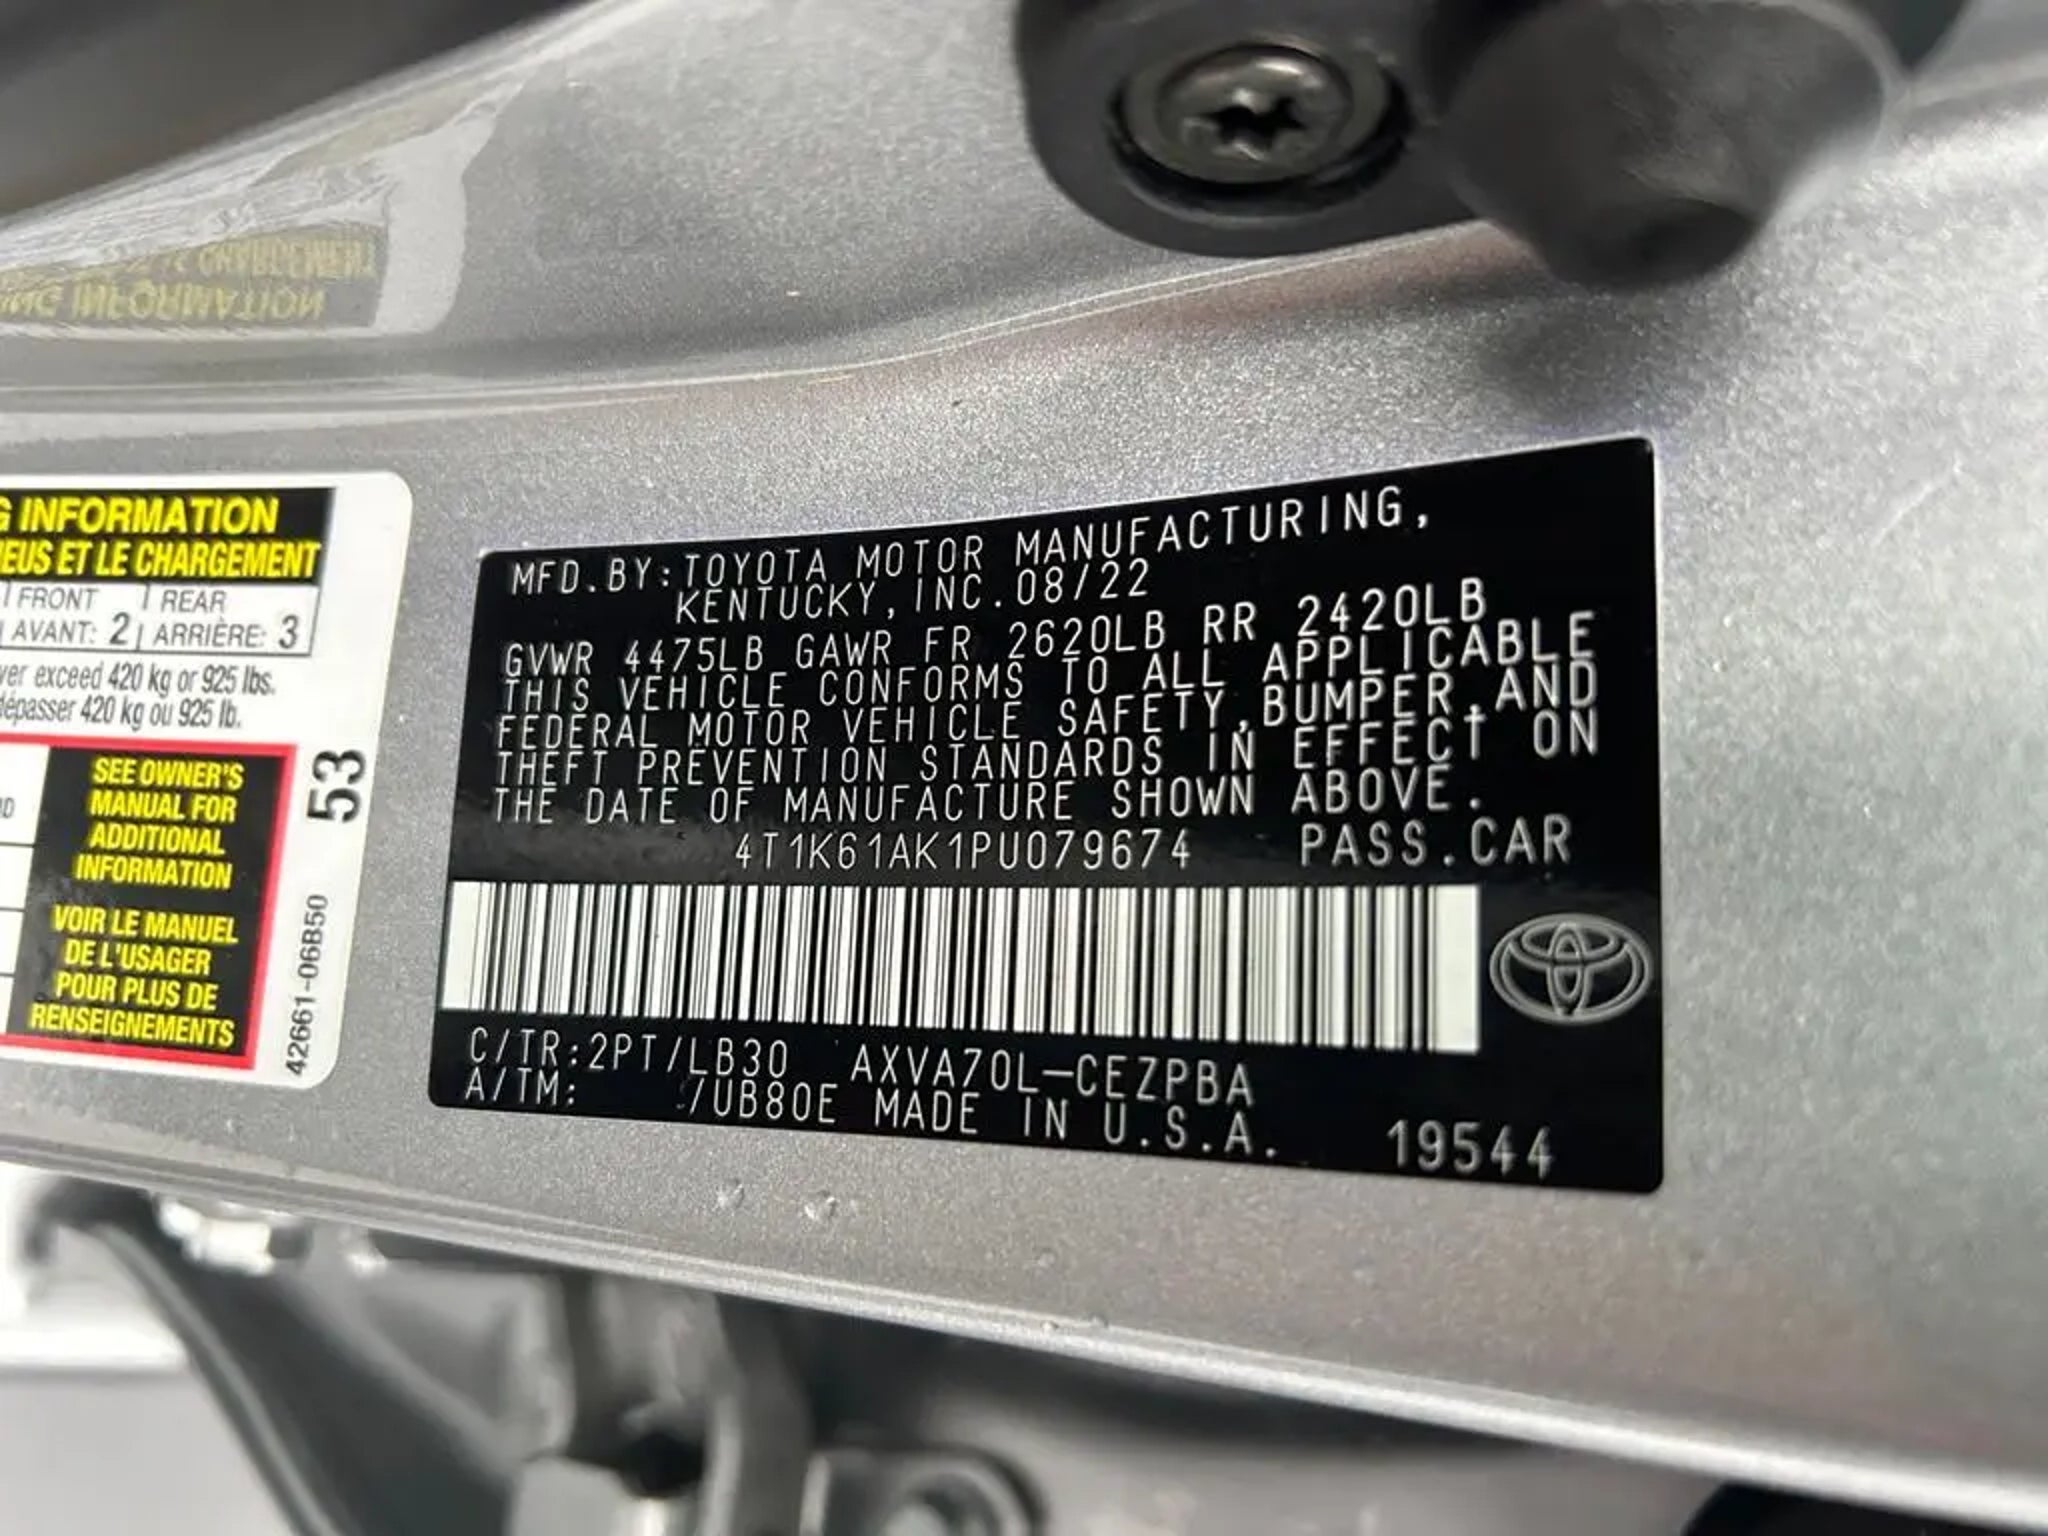 G INFORMATION
EUS ET LE CHARGEMENT
FRONT REAR
AVANT: 2 ARRIÈRE: 3
ver exceed 420 kg or 925 lbs.
dépasser 420 kg ou 925 lb.
SEE OWNER'S
MANUAL FOR
ADDITIONAL
INFORMATION
VOIR LE MANUEL
DE L'USAGER
POUR PLUS DE
RENSEIGNEMENTS
53
42661-06B50
MFD.BY:TOYOTA MOTOR MANUFACTURING,
KENTUCKY,INC.08/22
GVWR 4475LB GAWR FR 2620LB RR 2420LB
THIS VEHICLE CONFORMS TO ALL APPLICABLE
FEDERAL MOTOR VEHICLE SAFETY,BUMPER,AND
THEFT PREVENTION STANDARDS IN EFFECT ON
THE DATE OF MANUFACTURE SHOWN ABOVE.
4T1K61AK1PU079674 PASS.CAR
C/TR:2PT/LB30 AXVA70L-CEZPBA
A/TM: /UB80E MADE IN U.S.A. 19544